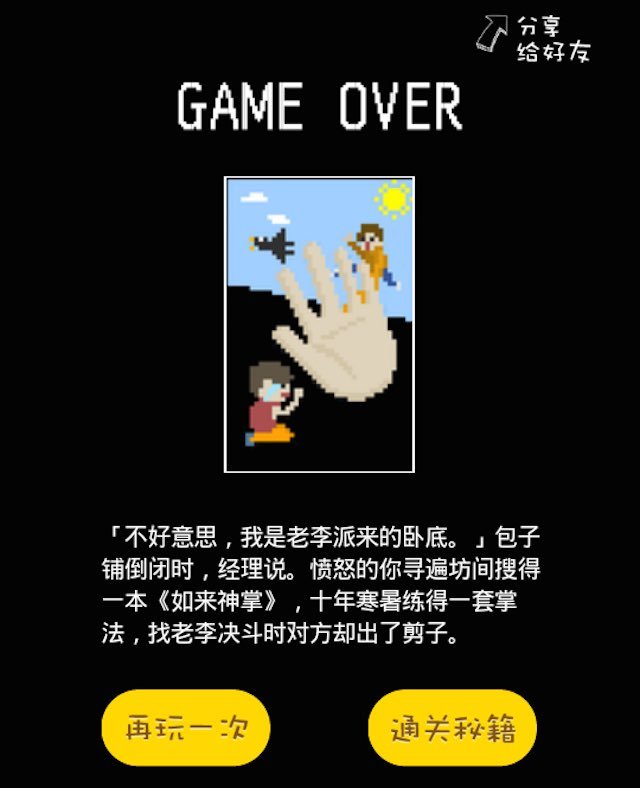 分享
给好友
GAME OVER
「不好意思，我是老李派来的卧底。」包子
铺倒闭时，经理说。愤怒的你寻遍坊间搜得
一本《如来神掌》，十年寒暑练得一套掌
法，找老李决斗时对方却出了剪子。
再玩一次
通关秘籍